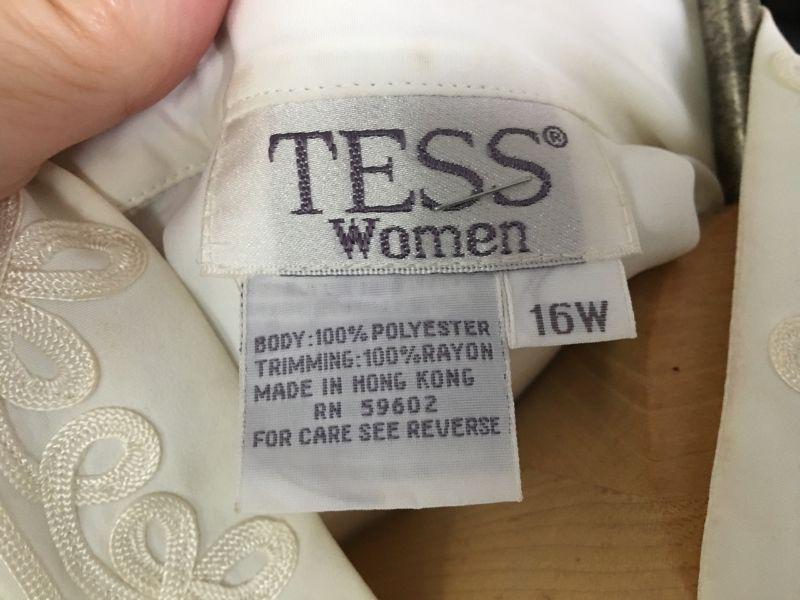 TESS®
Women
16W
BODY:100% POLYESTER
TRIMMING:100%RAYON
MADE IN HONG KONG
RN 59602
FOR CARE SEE REVERSE